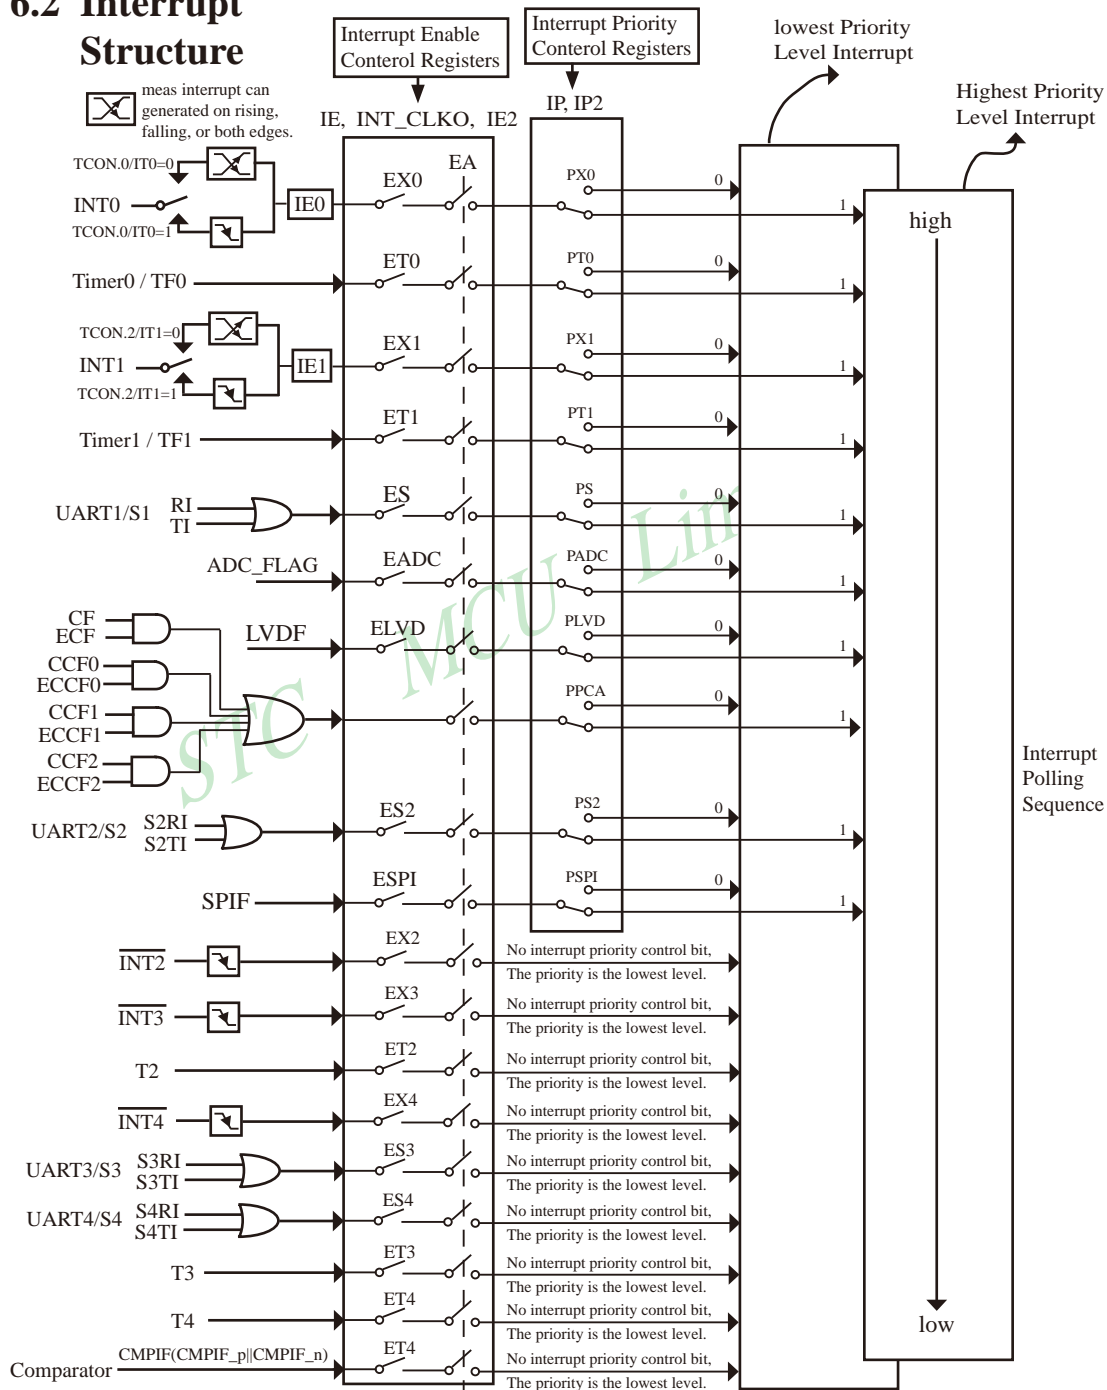 6.2 Interrupt
Structure
meas interrupt can
generated on rising,
falling, or both edges.
Interrupt Enable
Conterol Registers
Interrupt Priority
Conterol Registers
lowest Priority
Level Interrupt
Highest Priority
Level Interrupt
IE, INT_CLKO, IE2
IP, IP2
EA
high
TCON.0/IT0=0
INT0
TCON.0/IT0=1
IE0
EX0
PX0
0
1
Timer0 / TF0
ET0
PT0
0
1
TCON.2/IT1=0
INT1
TCON.2/IT1=1
IE1
EX1
PX1
0
1
Timer1 / TF1
ET1
PT1
0
1
UART1/S1
RI
TI
ES
PS
0
1
ADC_FLAG
EADC
PADC
0
1
LVDF
ELVD
PLVD
0
1
CF
ECF
CCF0
ECCF0
CCF1
ECCF1
CCF2
ECCF2
PPCA
0
1
STC MCU Lim
Interrupt
Polling
Sequence
UART2/S2
S2RI
S2TI
ES2
PS2
0
1
SPIF
ESPI
PSPI
0
1
INT2
EX2
No interrupt priority control bit,
The priority is the lowest level.
INT3
EX3
No interrupt priority control bit,
The priority is the lowest level.
T2
ET2
No interrupt priority control bit,
The priority is the lowest level.
INT4
EX4
No interrupt priority control bit,
The priority is the lowest level.
UART3/S3
S3RI
S3TI
ES3
No interrupt priority control bit,
The priority is the lowest level.
UART4/S4
S4RI
S4TI
ES4
No interrupt priority control bit,
The priority is the lowest level.
T3
ET3
No interrupt priority control bit,
The priority is the lowest level.
T4
ET4
No interrupt priority control bit,
The priority is the lowest level.
low
Comparator
CMPIF(CMPIF_p||CMPIF_n)
ET4
No interrupt priority control bit,
The priority is the lowest level.